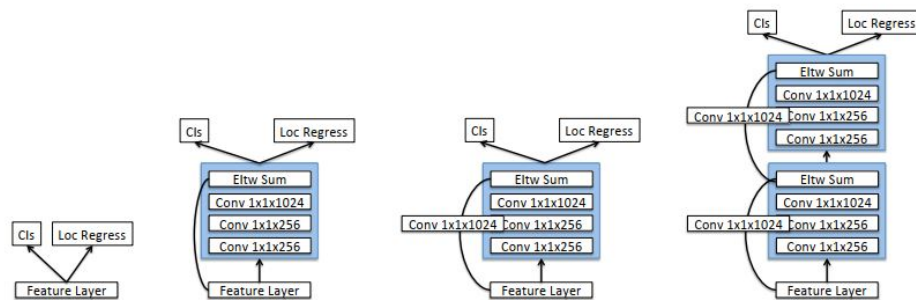 Cls
Loc Regress
Feature Layer
Cls
Loc Regress
Eltw Sum
Conv 1x1x1024
Conv 1x1x256
Conv 1x1x256
Feature Layer
Cls
Loc Regress
Eltw Sum
Conv 1x1x1024
Conv 1x1x1024
Conv 1x1x256
Conv 1x1x256
Feature Layer
Cls
Loc Regress
Eltw Sum
Conv 1x1x1024
Conv 1x1x1024
Conv 1x1x256
Conv 1x1x256
Eltw Sum
Conv 1x1x1024
Conv 1x1x1024
Conv 1x1x256
Conv 1x1x256
Feature Layer